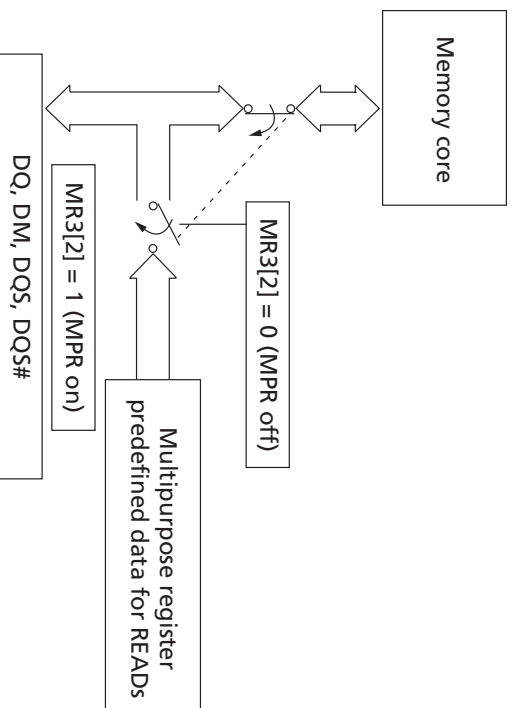 Memory core
MR3[2] = 0 (MPR off)
Multipurpose register
predefined data for READs
MR3[2] = 1 (MPR on)
DQ, DM, DQS, DQS#